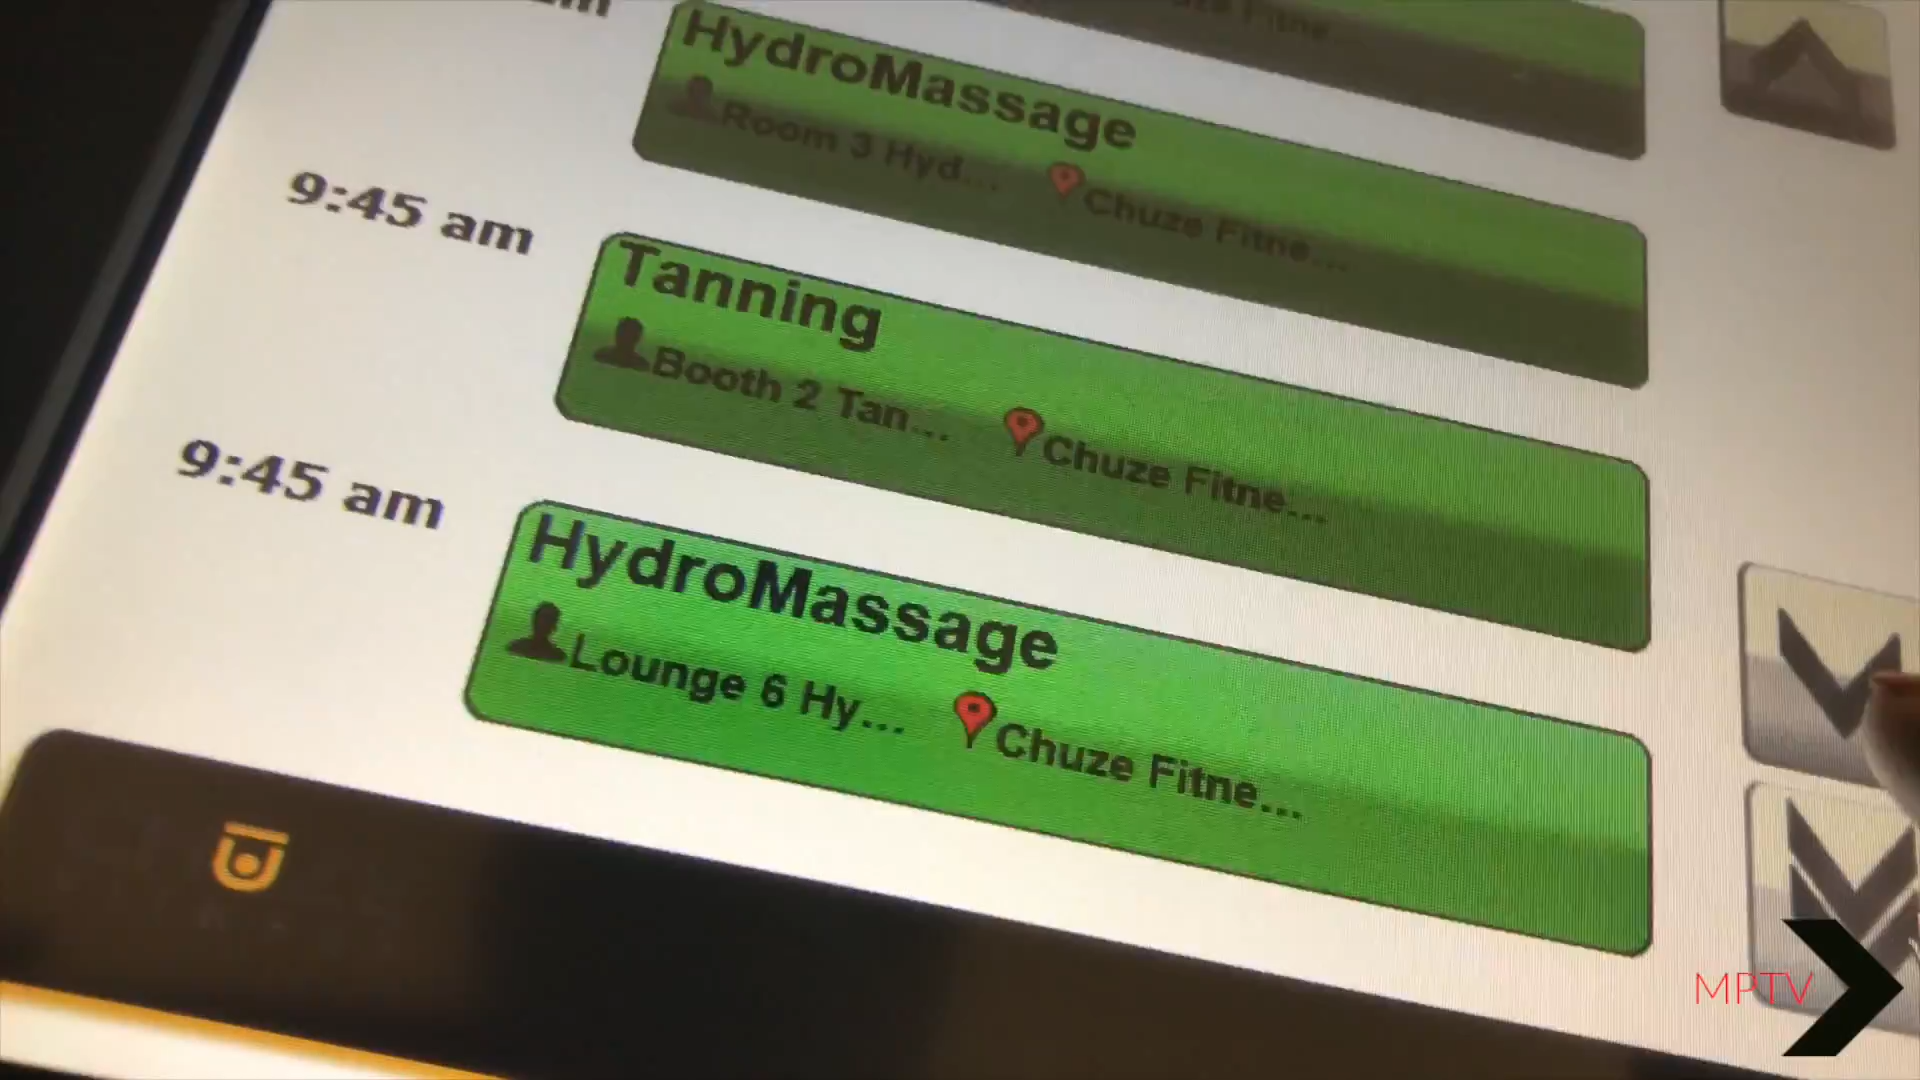 HydroMassage
Room 3 Hyd...
Chuze Fitne...
9:45 am
Tanning
Booth 2 Tan...
Chuze Fitne...
9:45 am
HydroMassage
Lounge 6 Hy...
Chuze Fitne...
MPTV